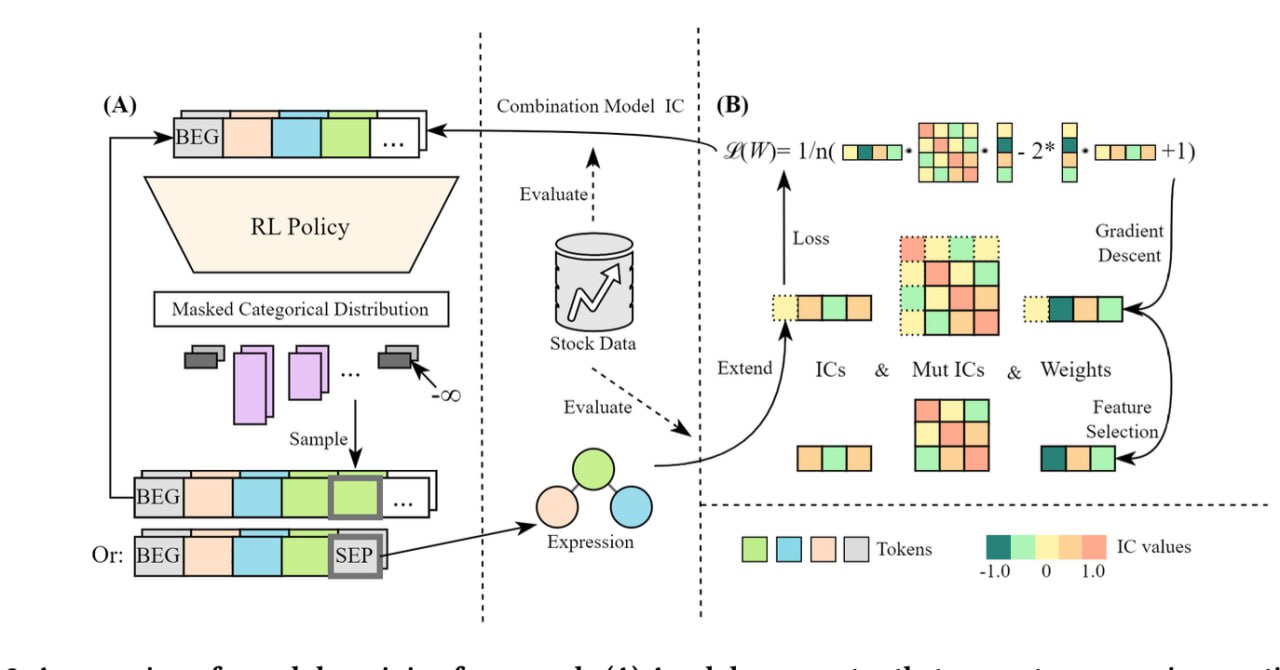 (A)
BEG
...
RL Policy
Masked Categorical Distribution
...
-∞
Sample
BEG
...
Or:
BEG
SEP
Combination Model IC
Evaluate
Stock Data
Evaluate
Expression
(B)
ℒ(W)= 1/n( · · - 2* · +1)
Loss
Gradient
Descent
Extend
ICs & Mut ICs & Weights
Feature
Selection
Tokens
IC values
-1.0 0 1.0